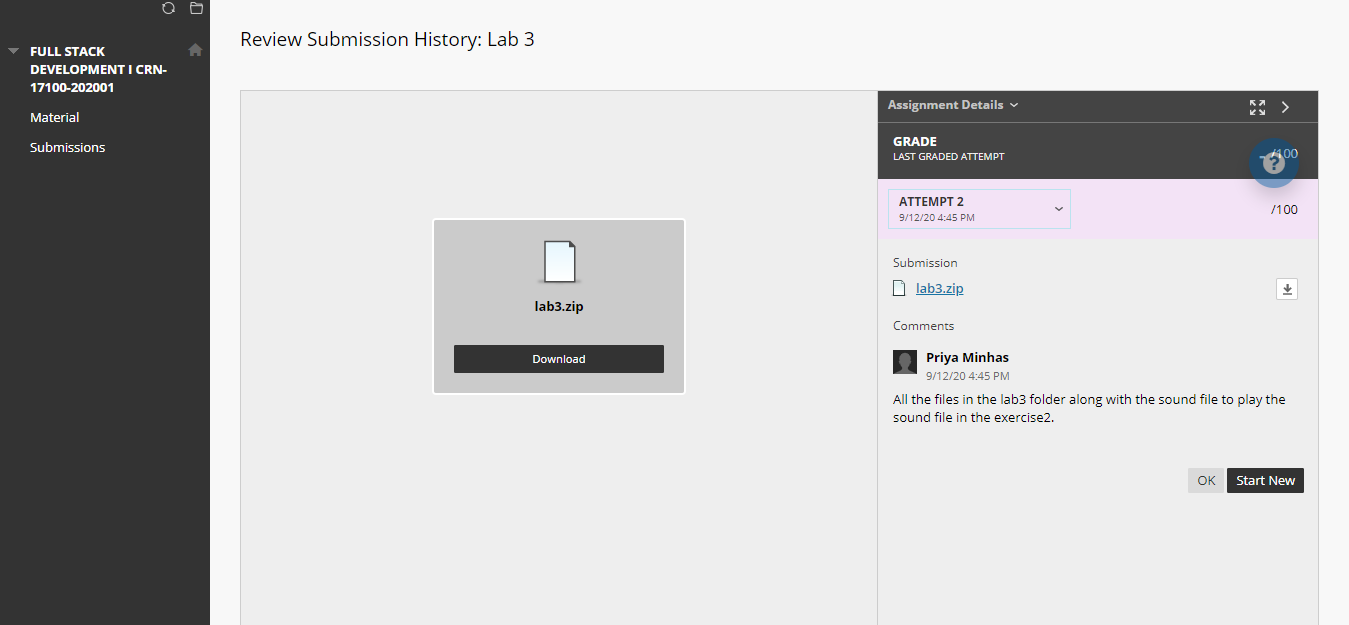 FULL STACK
DEVELOPMENT I CRN-
17100-202001
Material
Submissions
Review Submission History: Lab 3
lab3.zip
Download
Assignment Details
GRADE
LAST GRADED ATTEMPT
/100
?
ATTEMPT 2
9/12/20 4:45 PM
/100
Submission
lab3.zip
Comments
Priya Minhas
9/12/20 4:45 PM
All the files in the lab3 folder along with the sound file to play the
sound file in the exercise2.
OK
Start New